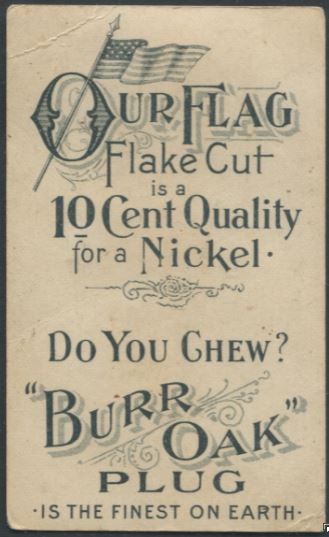 OUR FLAG
Flake Cut
is a
10 Cent Quality
for a Nickel.
DO YOU CHEW?
"BURR
OAK"
PLUG
· IS THE FINEST ON EARTH ·